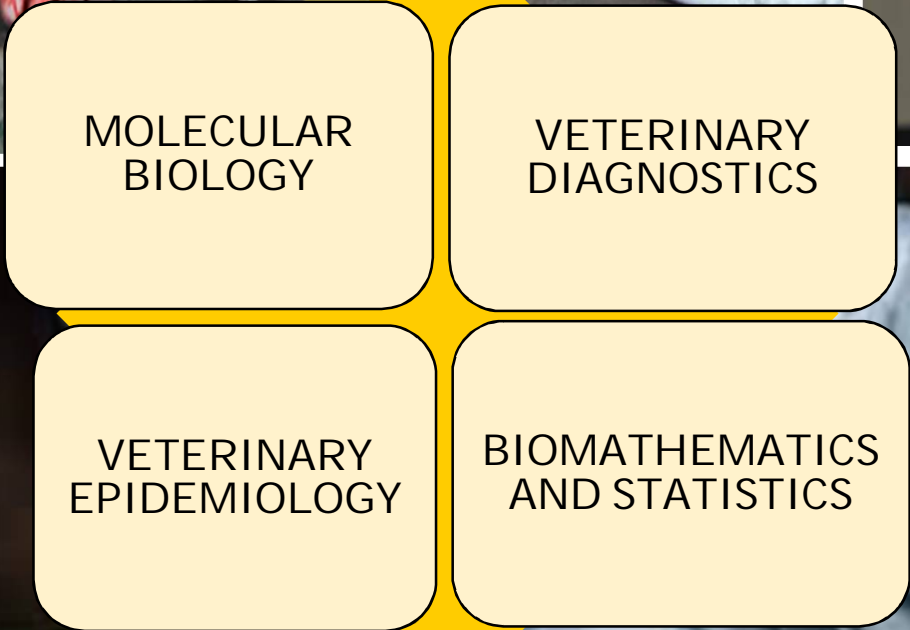 MOLECULAR
BIOLOGY
VETERINARY
DIAGNOSTICS
VETERINARY
EPIDEMIOLOGY
BIOMATHEMATICS
AND STATISTICS